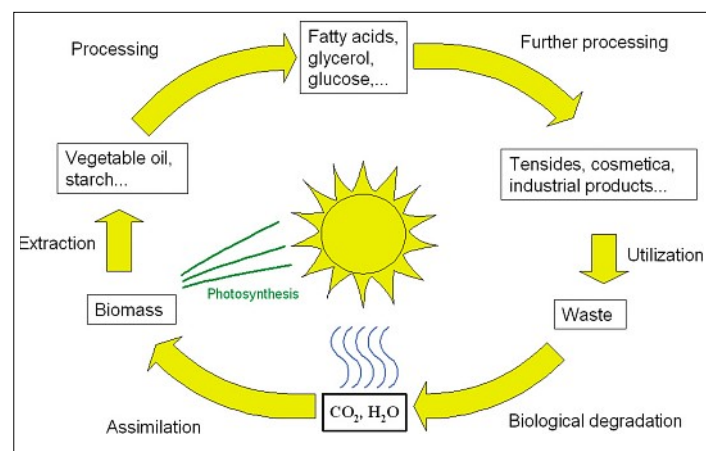 Processing
Fatty acids,
glycerol,
glucose,...
Further processing
Vegetable oil,
starch...
Tensides, cosmetica,
industrial products...
Extraction
Utilization
Photosynthesis
Biomass
Waste
CO₂, H₂O
Assimilation
Biological degradation